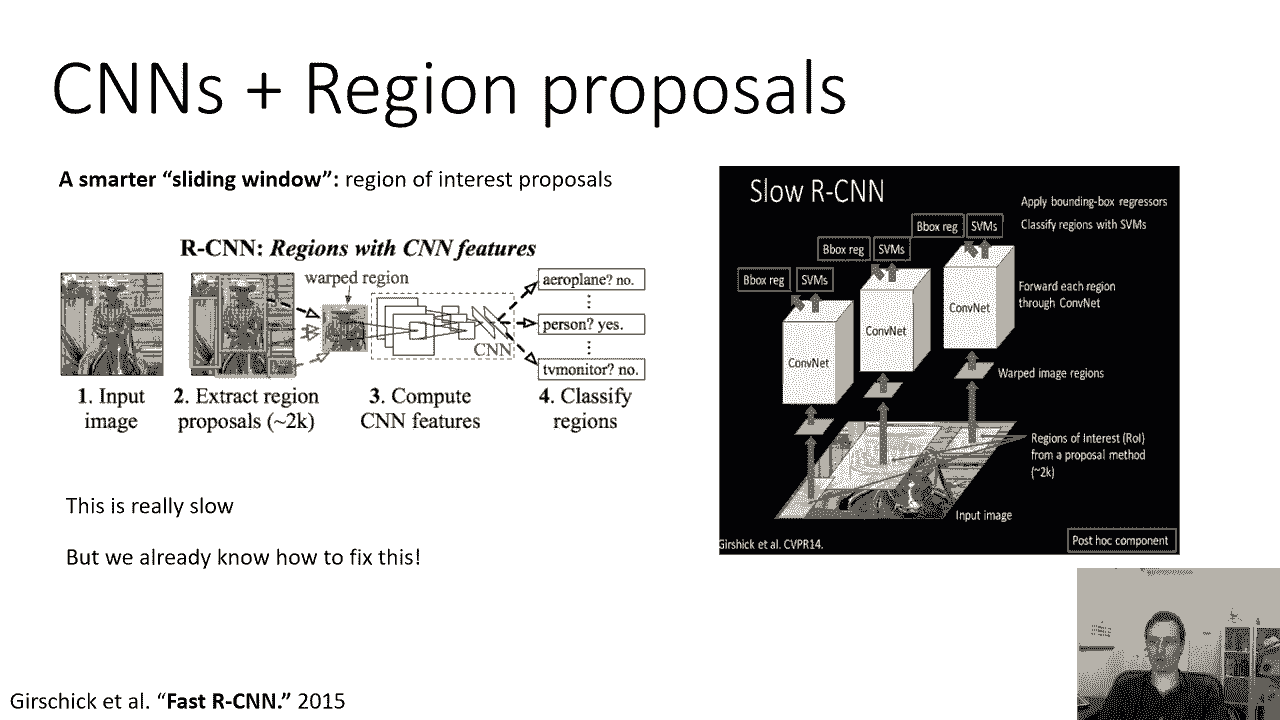 CNNs + Region proposals
A smarter “sliding window”: region of interest proposals
R-CNN: Regions with CNN features
warped region
aeroplane? no.
person? yes.
tvmonitor? no.
CNN
1. Input
image
2. Extract region
proposals (~2k)
3. Compute
CNN features
4. Classify
regions
This is really slow
But we already know how to fix this!
Slow R-CNN
Apply bounding-box regressors
Classify regions with SVMs
Bbox reg
SVMs
Bbox reg
SVMs
Bbox reg
SVMs
Forward each region
through ConvNet
ConvNet
ConvNet
ConvNet
Warped image regions
Regions of Interest (RoI)
from a proposal method
(~2k)
Input image
Girshick et al. CVPR14.
Post hoc component
Girschick et al. “Fast R-CNN.” 2015